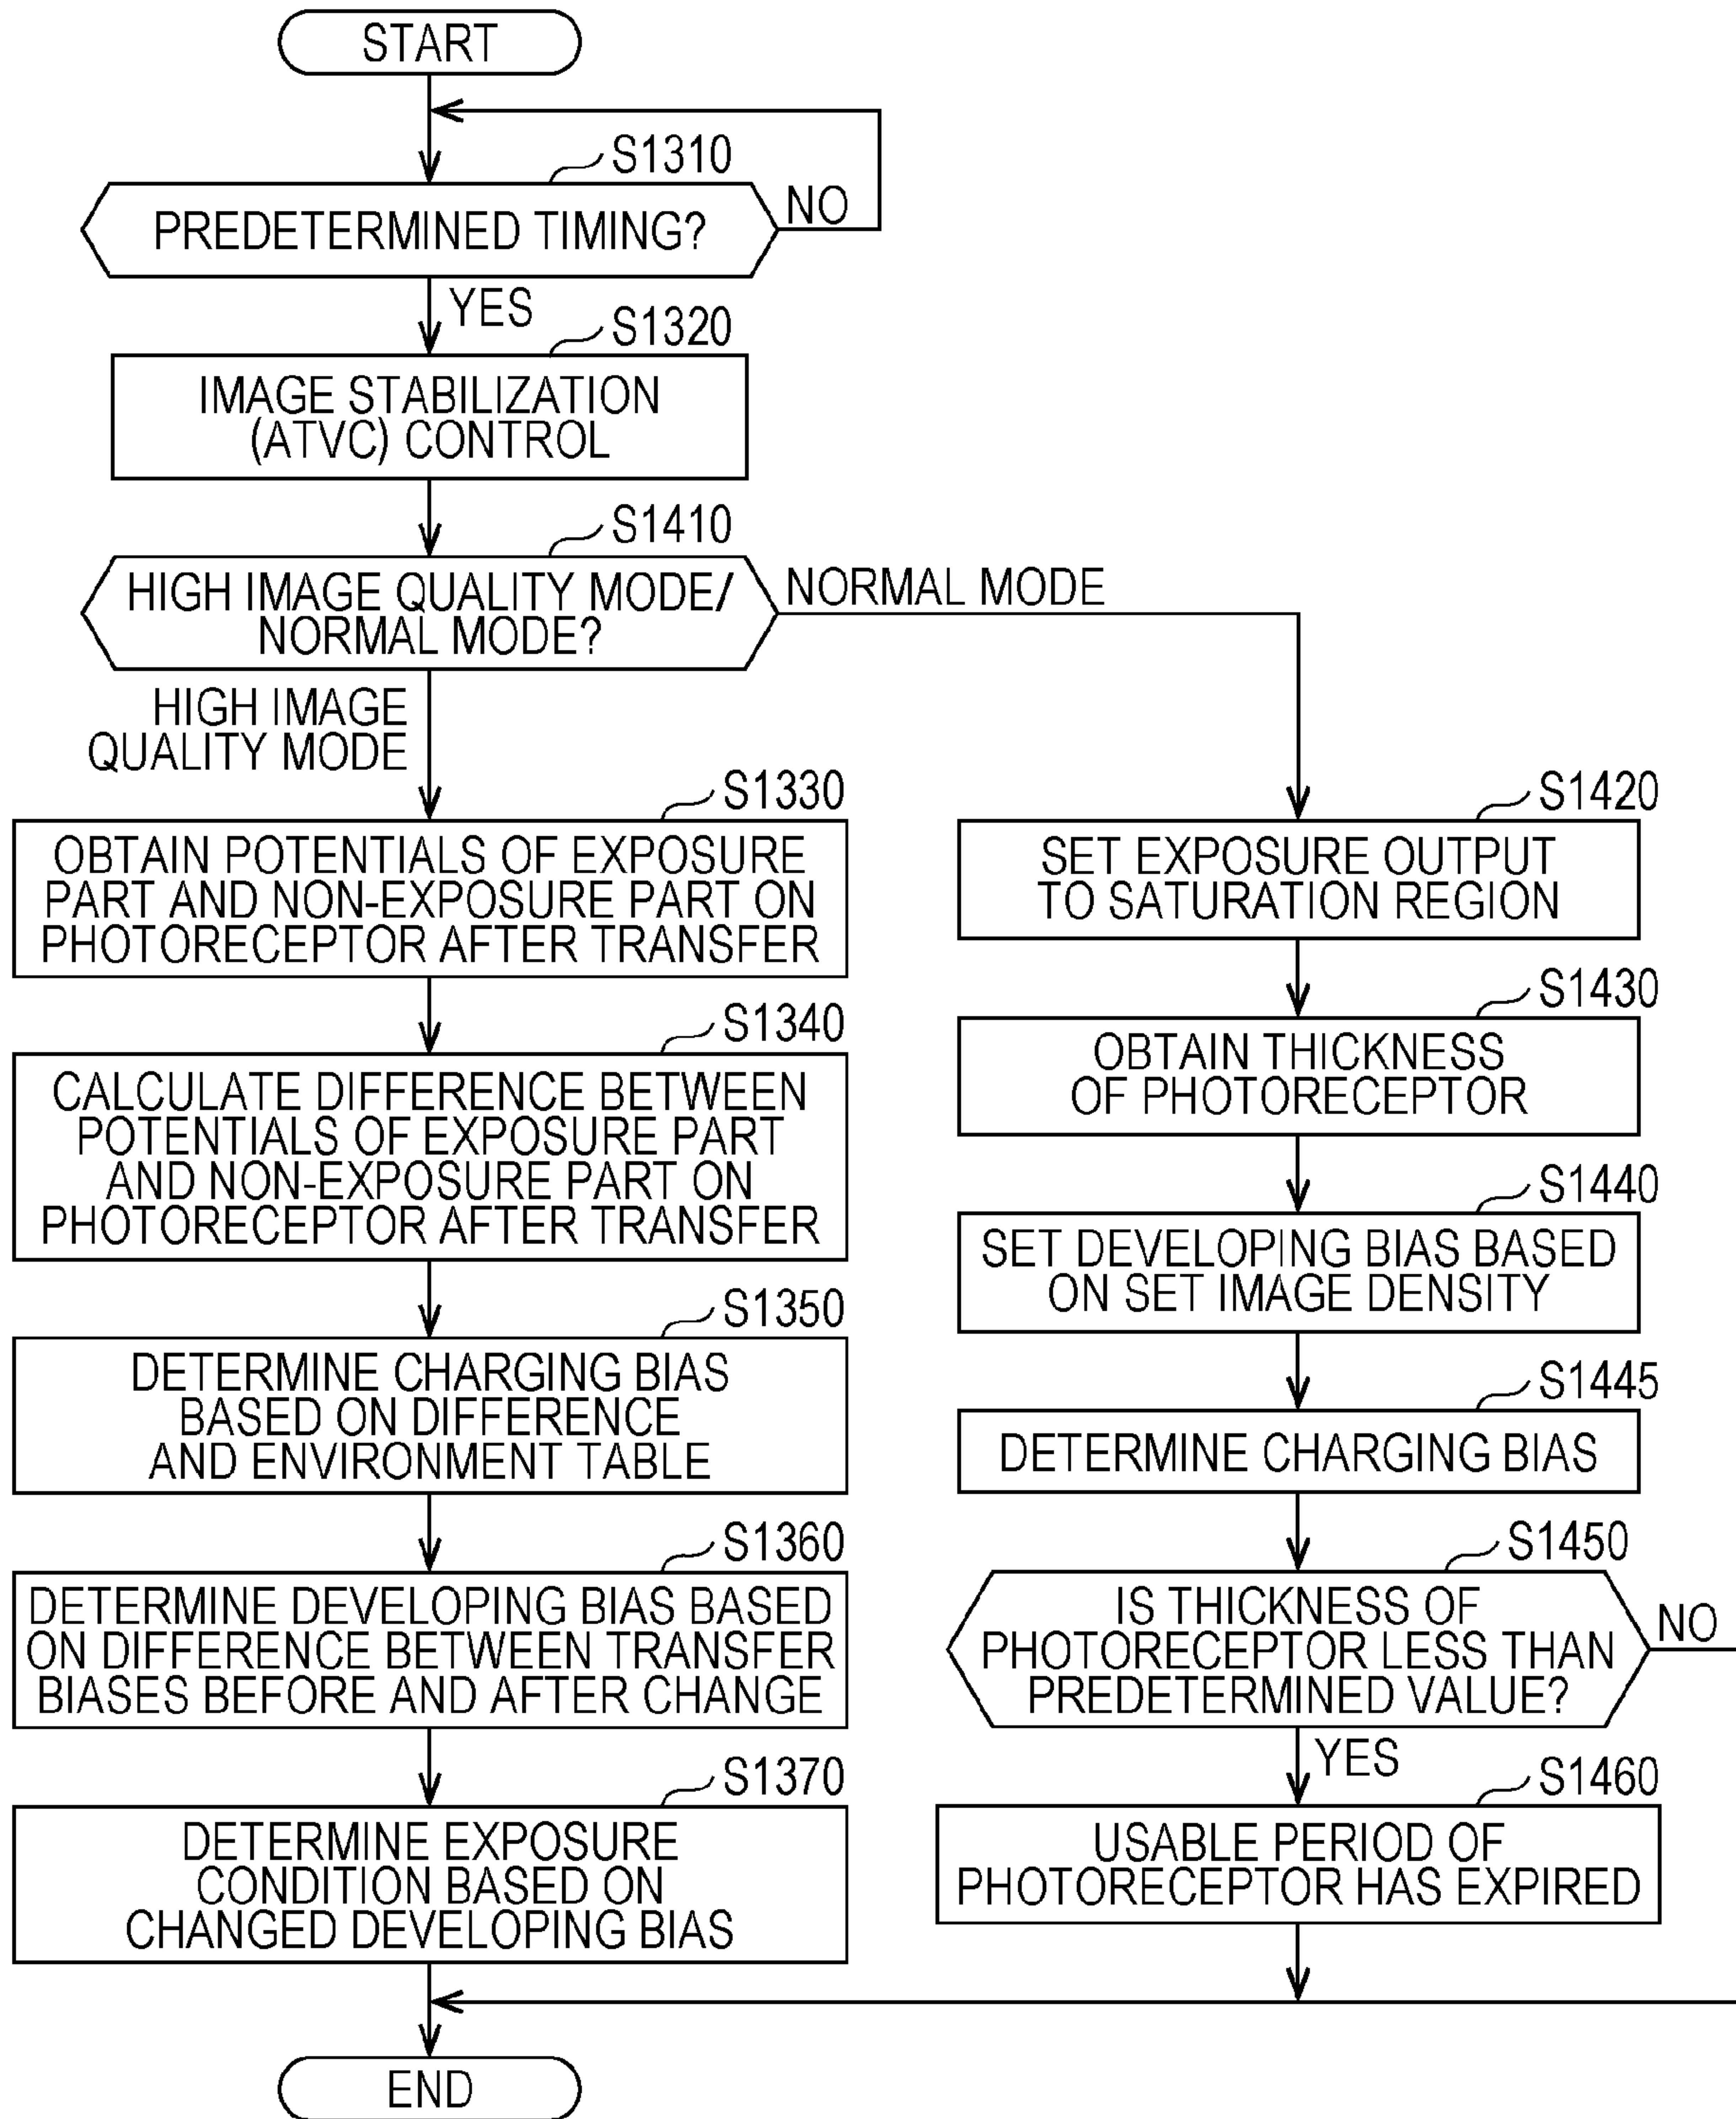 START
S1310
PREDETERMINED TIMING?
NO
YES
S1320
IMAGE STABILIZATION
(ATVC) CONTROL
S1410
HIGH IMAGE QUALITY MODE/
NORMAL MODE?
NORMAL MODE
HIGH IMAGE
QUALITY MODE
S1330
OBTAIN POTENTIALS OF EXPOSURE
PART AND NON-EXPOSURE PART ON
PHOTORECEPTOR AFTER TRANSFER
S1340
CALCULATE DIFFERENCE BETWEEN
POTENTIALS OF EXPOSURE PART
AND NON-EXPOSURE PART ON
PHOTORECEPTOR AFTER TRANSFER
S1350
DETERMINE CHARGING BIAS
BASED ON DIFFERENCE
AND ENVIRONMENT TABLE
S1360
DETERMINE DEVELOPING BIAS BASED
ON DIFFERENCE BETWEEN TRANSFER
BIASES BEFORE AND AFTER CHANGE
S1370
DETERMINE EXPOSURE
CONDITION BASED ON
CHANGED DEVELOPING BIAS
S1420
SET EXPOSURE OUTPUT
TO SATURATION REGION
S1430
OBTAIN THICKNESS
OF PHOTORECEPTOR
S1440
SET DEVELOPING BIAS BASED
ON SET IMAGE DENSITY
S1445
DETERMINE CHARGING BIAS
S1450
IS THICKNESS OF
PHOTORECEPTOR LESS THAN
PREDETERMINED VALUE?
NO
YES
S1460
USABLE PERIOD OF
PHOTORECEPTOR HAS EXPIRED
END